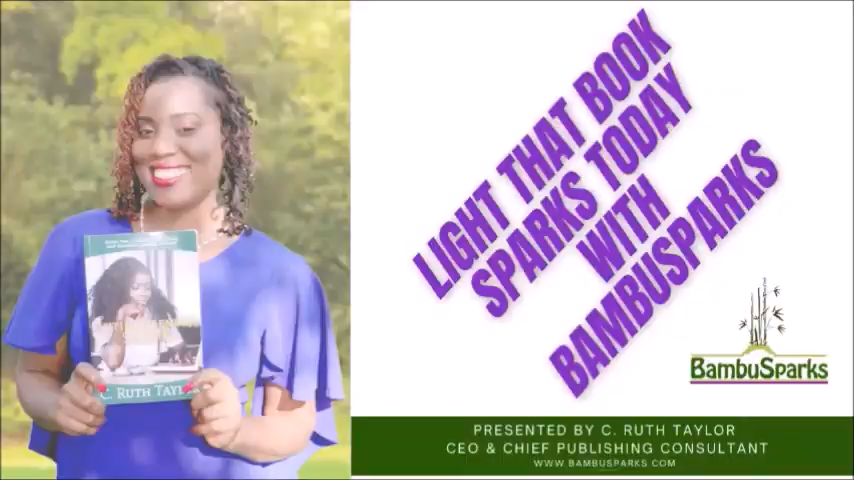 C. RUTH TAYLOR
LIGHT THAT BOOK
SPARKS TODAY
WITH
BAMBUSPARKS
BambuSparks
PRESENTED BY C. RUTH TAYLOR
CEO & CHIEF PUBLISHING CONSULTANT
WWW.BAMBUSPARKS COM